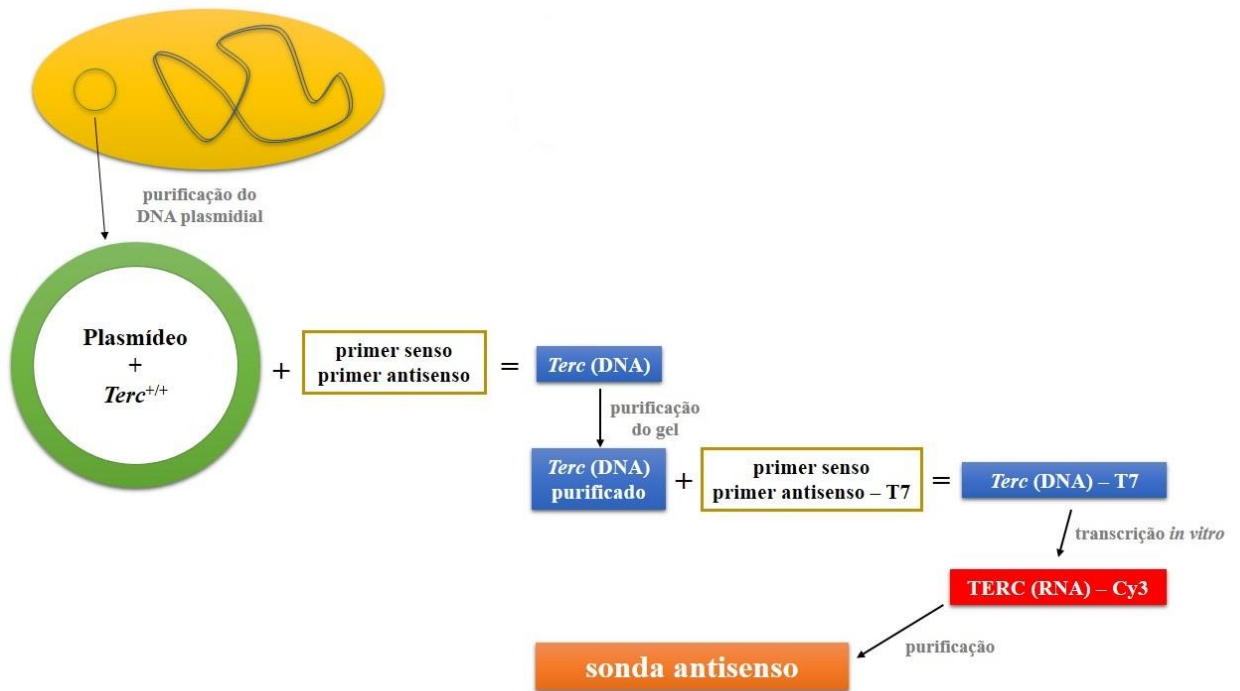 purificação do
DNA plasmidial
Plasmídeo
+
Terc+/+
+
primer senso
primer antisenso
=
Terc (DNA)
purificação
do gel
Terc (DNA)
purificado
+
primer senso
primer antisenso – T7
=
Terc (DNA) – T7
transcrição in vitro
TERC (RNA) – Cy3
purificação
sonda antisenso